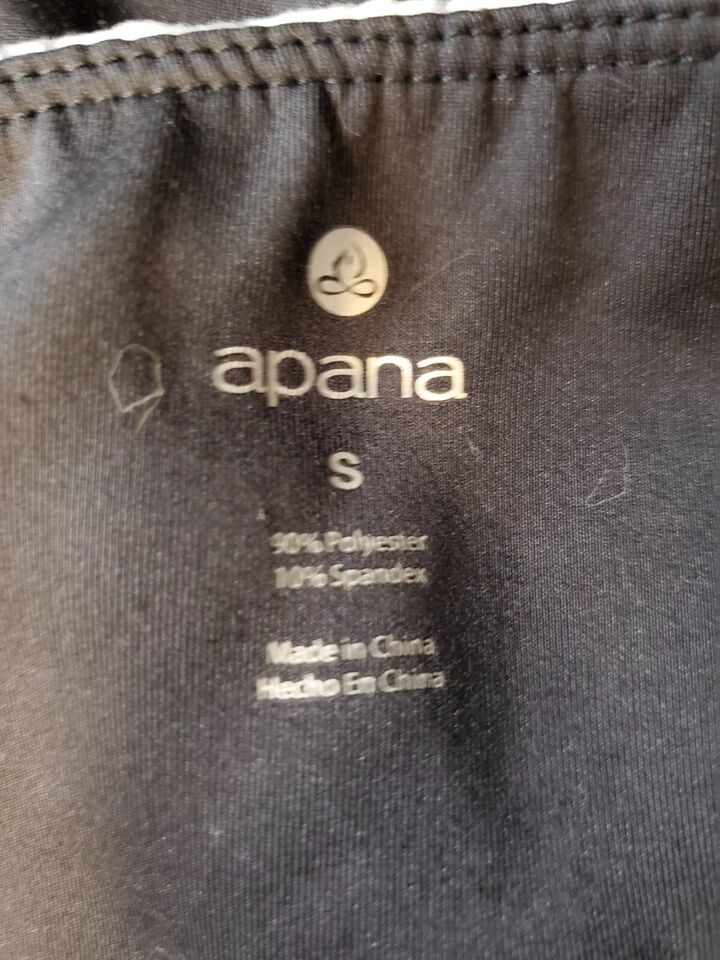 apana
S
90% Polyester
10% Spandex
Made in China
Hecho En China